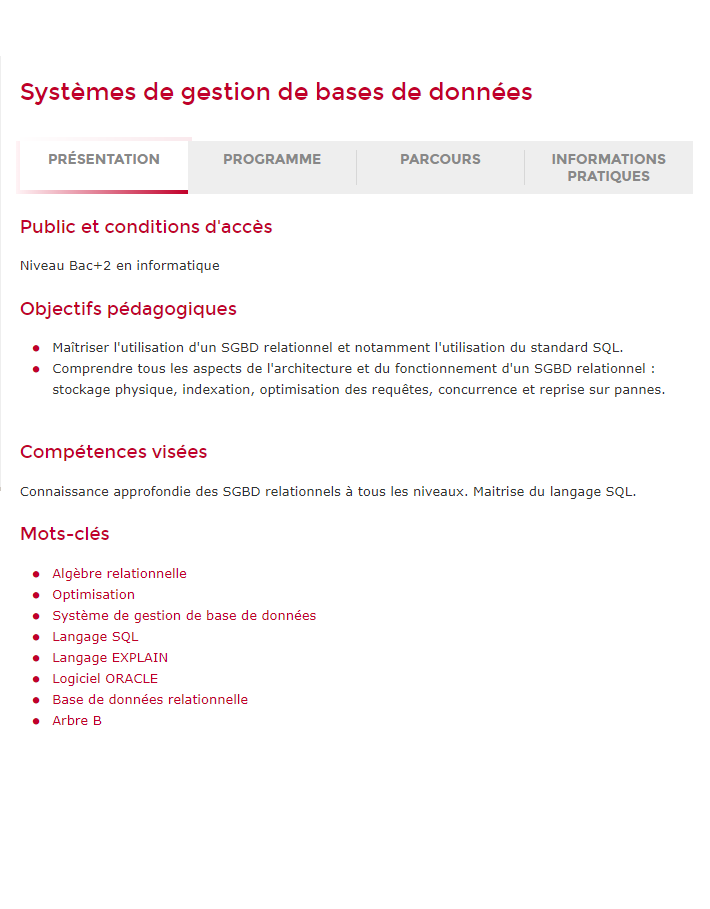 Systèmes de gestion de bases de données
PRÉSENTATION
PROGRAMME
PARCOURS
INFORMATIONS
PRATIQUES
Public et conditions d'accès
Niveau Bac+2 en informatique
Objectifs pédagogiques
Maîtriser l'utilisation d'un SGBD relationnel et notamment l'utilisation du standard SQL.
Comprendre tous les aspects de l'architecture et du fonctionnement d'un SGBD relationnel :
stockage physique, indexation, optimisation des requêtes, concurrence et reprise sur pannes.
Compétences visées
Connaissance approfondie des SGBD relationnels à tous les niveaux. Maitrise du langage SQL.
Mots-clés
Algèbre relationnelle
Optimisation
Système de gestion de base de données
Langage SQL
Langage EXPLAIN
Logiciel ORACLE
Base de données relationnelle
Arbre B